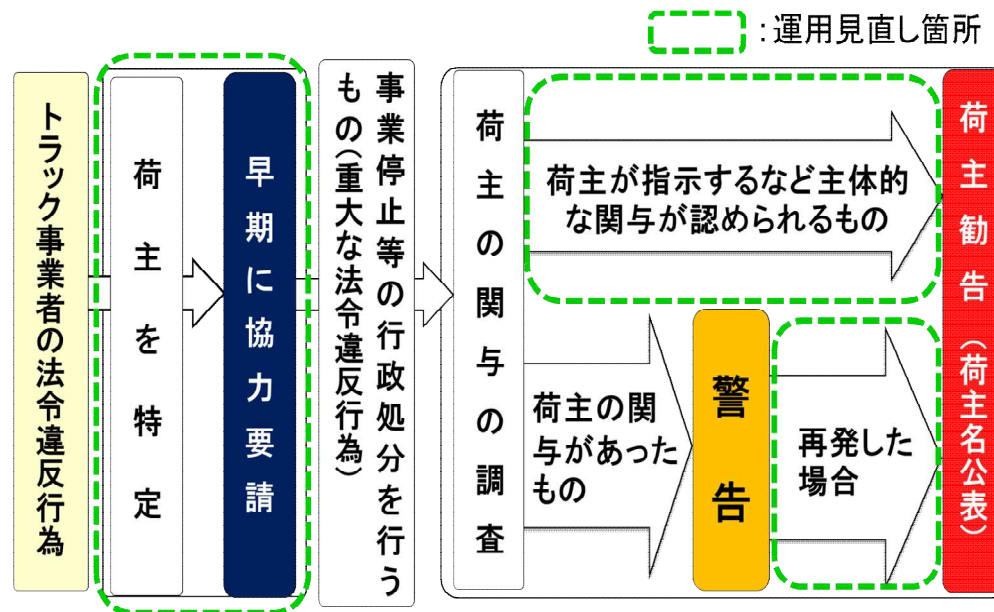 ：運用見直し箇所
トラック事業者の法令違反行為
荷主を特定
早期に協力要請
事業停止等の行政処分を行う
もの（重大な法令違反行為）
荷主の関与の調査
荷主が指示するなど主体的
な関与が認められるもの
荷主の関
与があった
もの
警告
再発した
場合
荷主勧告（荷主名公表）